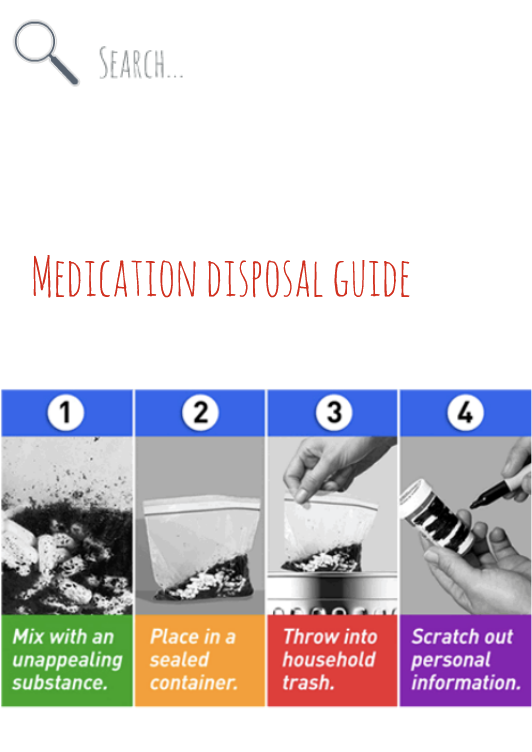 Search...
Medication disposal guide
1
2
3
4
Mix with an
unappealing
substance.
Place in a
sealed
container.
Throw into
household
trash.
Scratch out
personal
information.